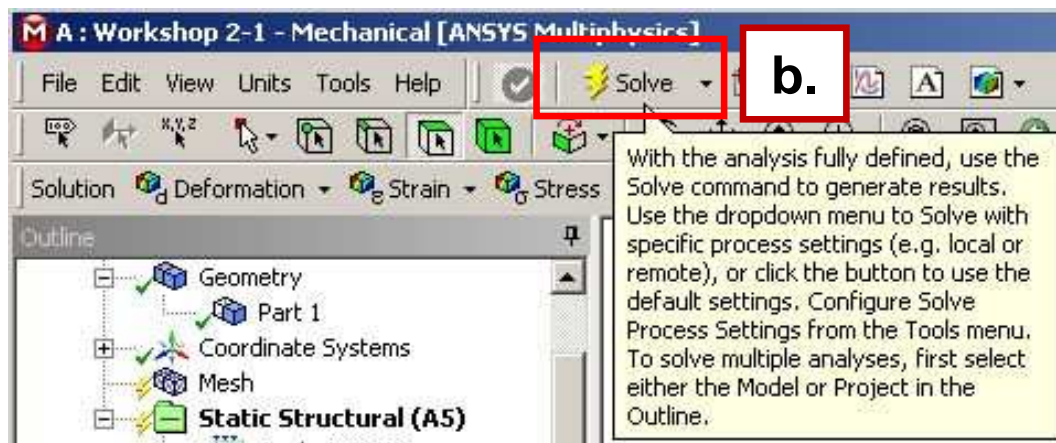 A : Workshop 2-1 - Mechanical [ANSYS Multiphysics]
File Edit View Units Tools Help Solve
b.
Solution Deformation Strain Stress
With the analysis fully defined, use the
Solve command to generate results.
Use the dropdown menu to Solve with
specific process settings (e.g. local or
remote), or click the button to use the
default settings. Configure Solve
Process Settings from the Tools menu.
To solve multiple analyses, first select
either the Model or Project in the
Outline.
Outline
Geometry
Part 1
Coordinate Systems
Mesh
Static Structural (A5)